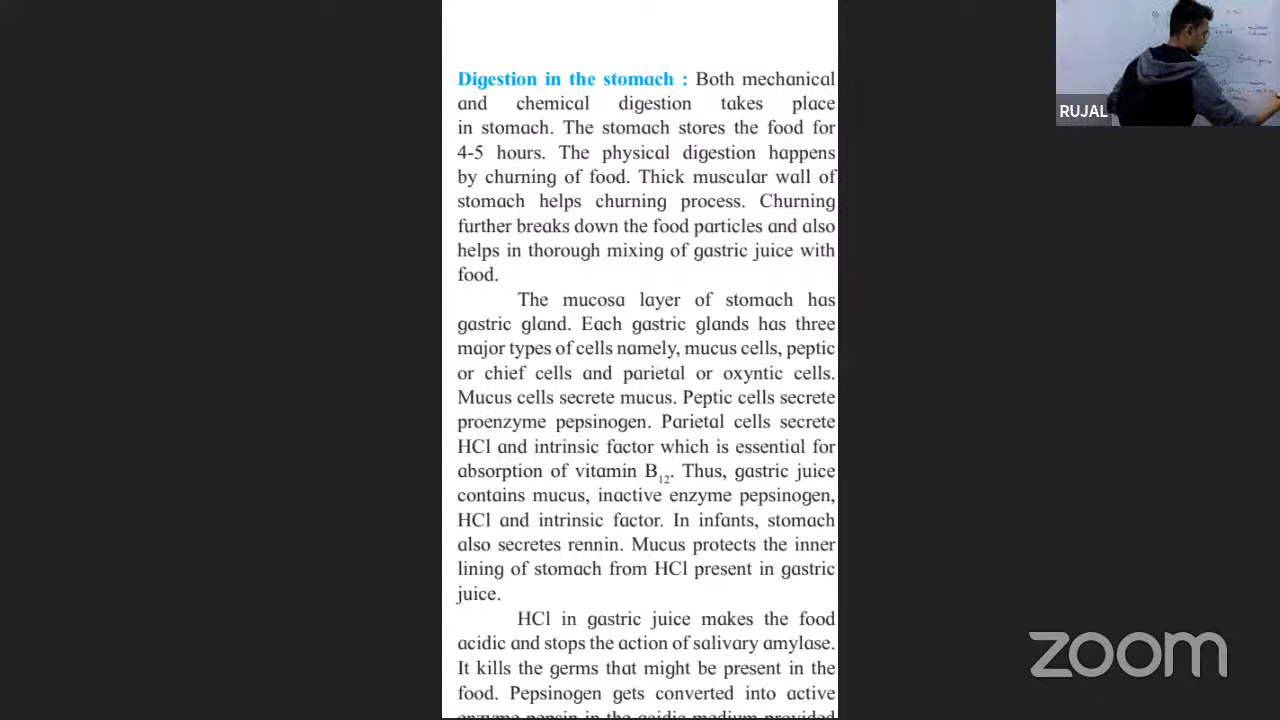 Digestion in the stomach : Both mechanical
and chemical digestion takes place
in stomach. The stomach stores the food for
4-5 hours. The physical digestion happens
by churning of food. Thick muscular wall of
stomach helps churning process. Churning
further breaks down the food particles and also
helps in thorough mixing of gastric juice with
food.
The mucosa layer of stomach has
gastric gland. Each gastric glands has three
major types of cells namely, mucus cells, peptic
or chief cells and parietal or oxyntic cells.
Mucus cells secrete mucus. Peptic cells secrete
proenzyme pepsinogen. Parietal cells secrete
HCl and intrinsic factor which is essential for
absorption of vitamin B12. Thus, gastric juice
contains mucus, inactive enzyme pepsinogen,
HCl and intrinsic factor. In infants, stomach
also secretes rennin. Mucus protects the inner
lining of stomach from HCl present in gastric
juice.
HCl in gastric juice makes the food
acidic and stops the action of salivary amylase.
It kills the germs that might be present in the
food. Pepsinogen gets converted into active
enzyme pepsin in the acidic medium provided
RUJAL
zoom